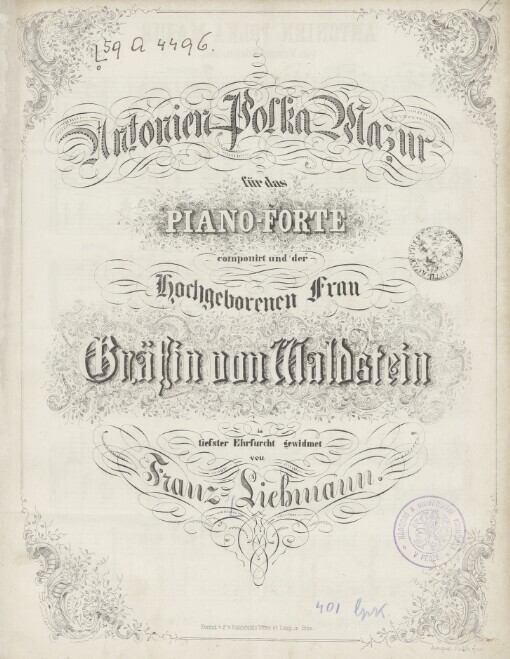 59 A 4496.
Antonien Polka Mazur
für das
PIANO-FORTE
componirt und der
Hochgeborenen Frau
Gräfin von Waldstein
in
tiefster Ehrfurcht gewidmet
von
Franz Liebmann.
401